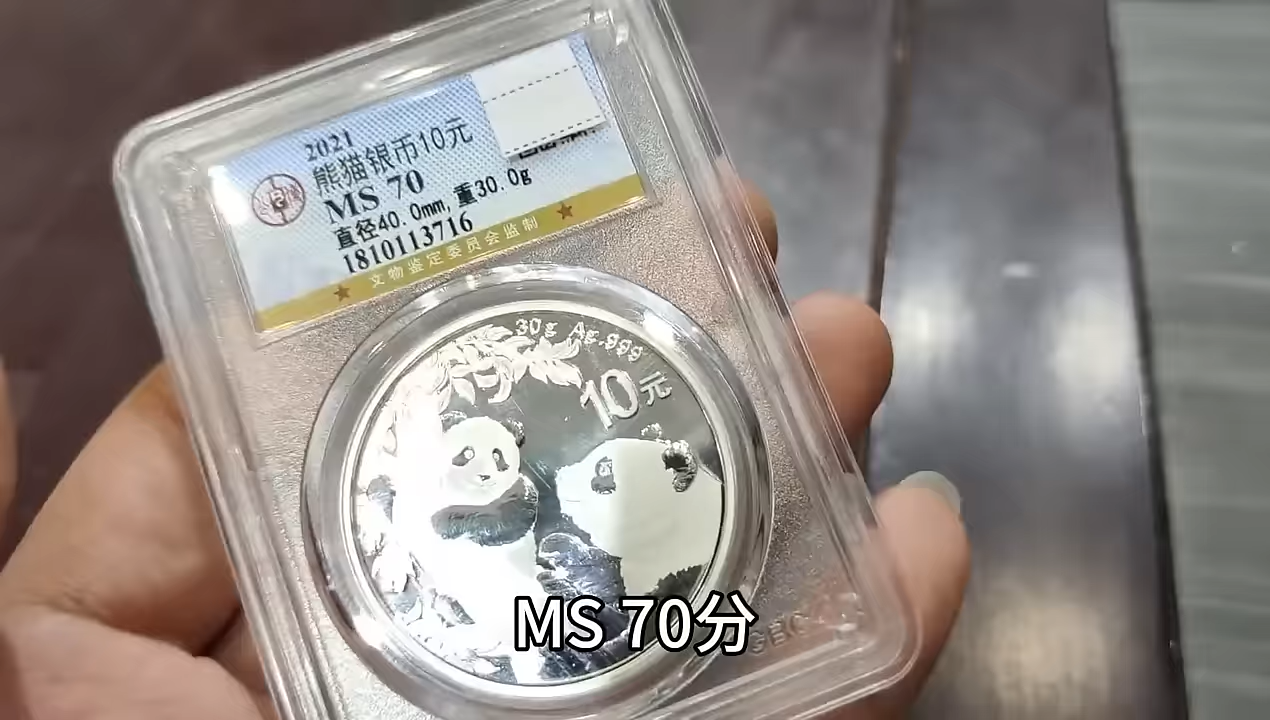 2021
熊猫银币10元
MS 70
直径40.0mm,重30.0g
1810113716
★ 文物鉴定委员会监制 ★
30g Ag.999
10元
MS 70分